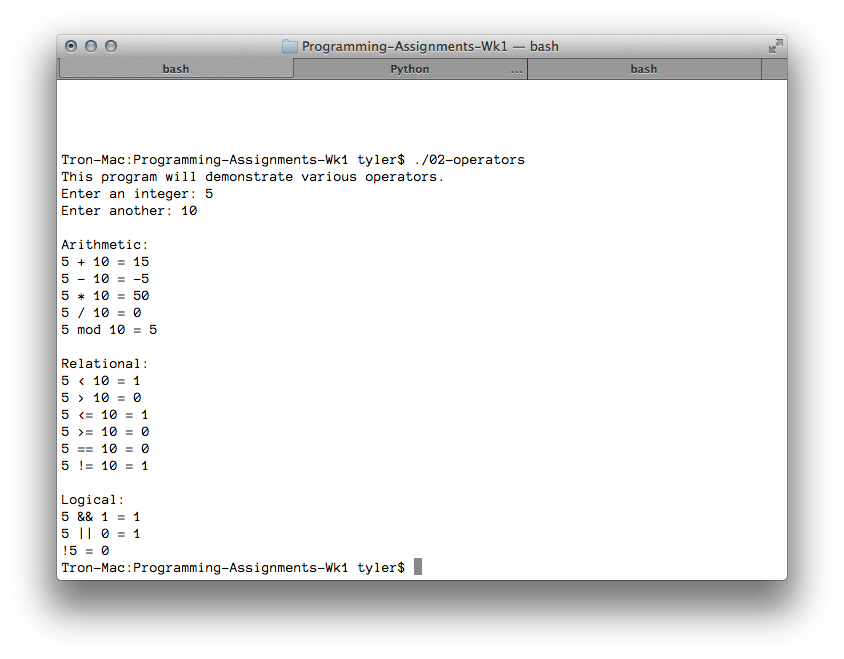 Programming-Assignments-Wk1 — bash
bash Python ... bash
Tron-Mac:Programming-Assignments-Wk1 tyler$ ./02-operators
This program will demonstrate various operators.
Enter an integer: 5
Enter another: 10
Arithmetic:
5 + 10 = 15
5 - 10 = -5
5 * 10 = 50
5 / 10 = 0
5 mod 10 = 5
Relational:
5 < 10 = 1
5 > 10 = 0
5 <= 10 = 1
5 >= 10 = 0
5 == 10 = 0
5 != 10 = 1
Logical:
5 && 1 = 1
5 || 0 = 1
!5 = 0
Tron-Mac:Programming-Assignments-Wk1 tyler$